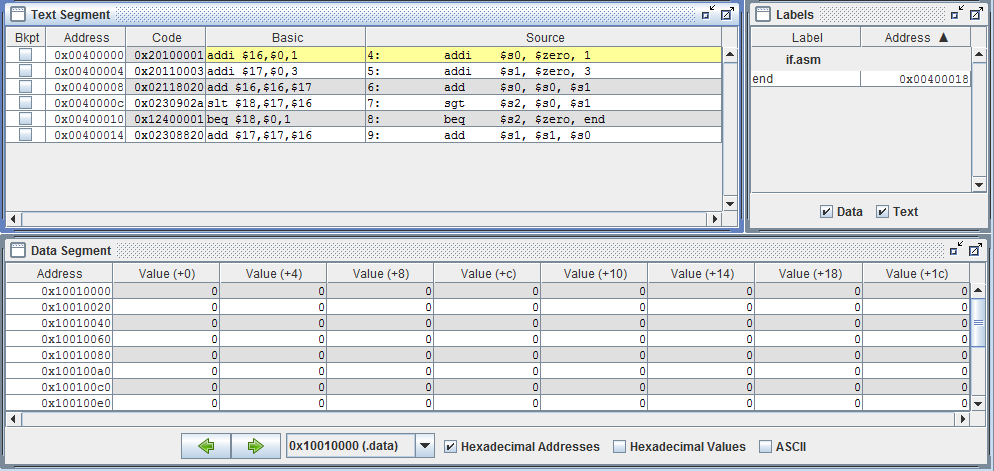 Text Segment
Bkpt Address Code Basic Source
0x00400000 0x20100001 addi $16,$0,1 4: addi $s0, $zero, 1
0x00400004 0x20110003 addi $17,$0,3 5: addi $s1, $zero, 3
0x00400008 0x02118020 add $16,$16,$17 6: add $s0, $s0, $s1
0x0040000c 0x0230902a slt $18,$17,$16 7: sgt $s2, $s0, $s1
0x00400010 0x12400001 beq $18,$0,1 8: beq $s2, $zero, end
0x00400014 0x02308820 add $17,$17,$16 9: add $s1, $s1, $s0
Labels
Label Address ▲
if.asm
end 0x00400018
Data Text
Data Segment
Address Value (+0) Value (+4) Value (+8) Value (+c) Value (+10) Value (+14) Value (+18) Value (+1c)
0x10010000 0 0 0 0 0 0 0 0
0x10010020 0 0 0 0 0 0 0 0
0x10010040 0 0 0 0 0 0 0 0
0x10010060 0 0 0 0 0 0 0 0
0x10010080 0 0 0 0 0 0 0 0
0x100100a0 0 0 0 0 0 0 0 0
0x100100c0 0 0 0 0 0 0 0 0
0x100100e0 0 0 0 0 0 0 0 0
0x10010000 (.data) Hexadecimal Addresses Hexadecimal Values ASCII